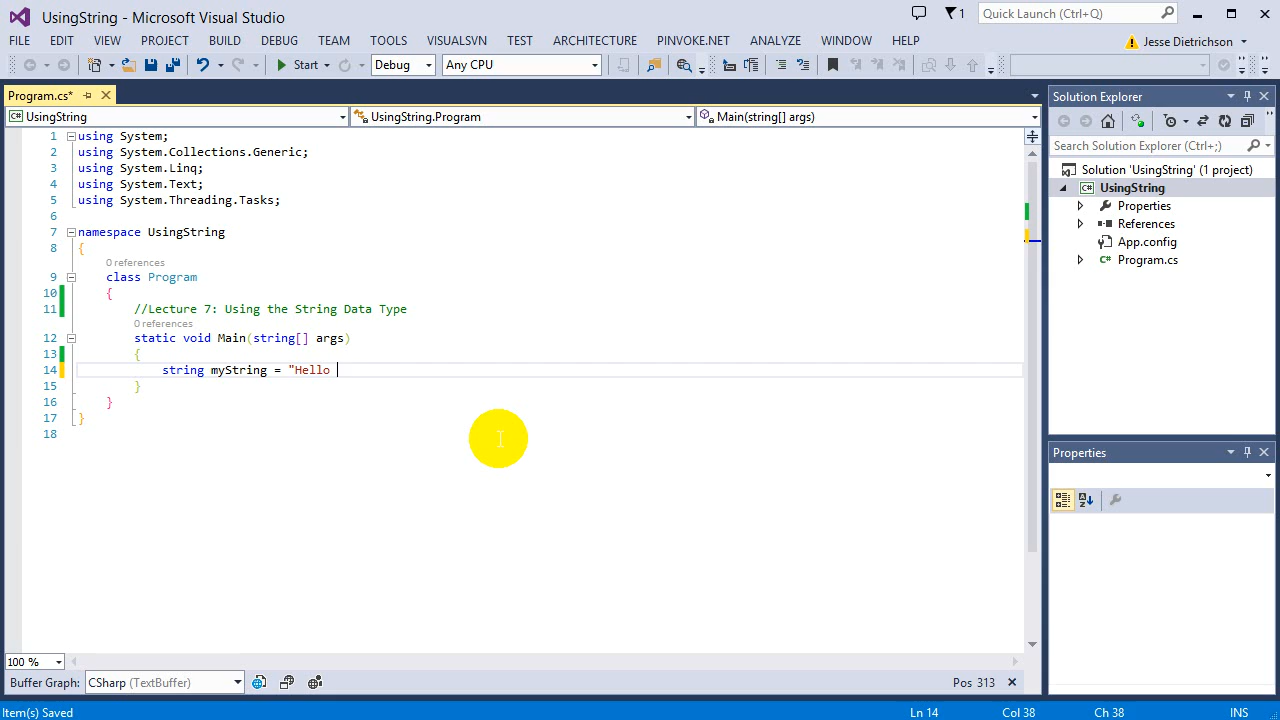 UsingString - Microsoft Visual Studio
1
Quick Launch (Ctrl+Q)
FILE EDIT VIEW PROJECT BUILD DEBUG TEAM TOOLS VISUALSVN TEST ARCHITECTURE PINVOKE.NET ANALYZE WINDOW HELP
Jesse Dietrichson
Start Debug Any CPU
Program.cs*
UsingString UsingString.Program Main(string[] args)
1 using System;
2 using System.Collections.Generic;
3 using System.Linq;
4 using System.Text;
5 using System.Threading.Tasks;
6
7 namespace UsingString
8 {
0 references
9 class Program
10 {
11 //Lecture 7: Using the String Data Type
0 references
12 static void Main(string[] args)
13 {
14 string myString = "Hello
15 }
16 }
17 }
18
100 %
Buffer Graph: CSharp (TextBuffer) Pos 313
Item(s) Saved Ln 14 Col 38 Ch 38 INS
Solution Explorer
Search Solution Explorer (Ctrl+;)
Solution 'UsingString' (1 project)
C# UsingString
Properties
References
App.config
C# Program.cs
Properties